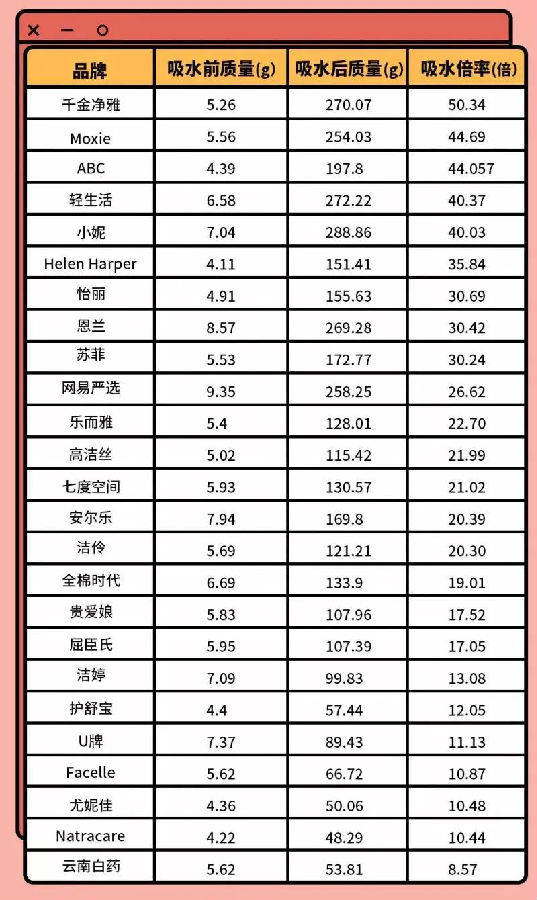 品牌 吸水前质量(g) 吸水后质量(g) 吸水倍率(倍)
千金净雅 5.26 270.07 50.34
Moxie 5.56 254.03 44.69
ABC 4.39 197.8 44.057
轻生活 6.58 272.22 40.37
小妮 7.04 288.86 40.03
Helen Harper 4.11 151.41 35.84
怡丽 4.91 155.63 30.69
恩兰 8.57 269.28 30.42
苏菲 5.53 172.77 30.24
网易严选 9.35 258.25 26.62
乐而雅 5.4 128.01 22.70
高洁丝 5.02 115.42 21.99
七度空间 5.93 130.57 21.02
安尔乐 7.94 169.8 20.39
洁伶 5.69 121.21 20.30
全棉时代 6.69 133.9 19.01
贵爱娘 5.83 107.96 17.52
屈臣氏 5.95 107.39 17.05
洁婷 7.09 99.83 13.08
护舒宝 4.4 57.44 12.05
U牌 7.37 89.43 11.13
Facelle 5.62 66.72 10.87
尤妮佳 4.36 50.06 10.48
Natracare 4.22 48.29 10.44
云南白药 5.62 53.81 8.57